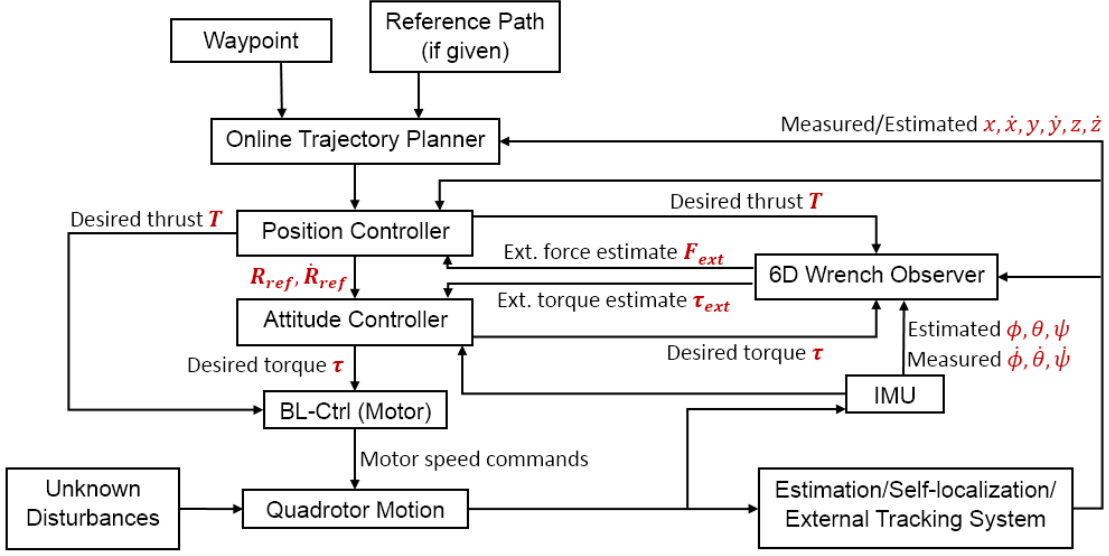 Waypoint
Reference Path
(if given)
Online Trajectory Planner
Measured/Estimated x, ẋ, y, ẏ, z, ż
Desired thrust T
Position Controller
Desired thrust T
Ext. force estimate F_ext
6D Wrench Observer
R_ref, Ṙ_ref
Ext. torque estimate τ_ext
Attitude Controller
Estimated ϕ, θ, ψ
Measured ϕ̇, θ̇, ψ̇
Desired torque τ
Desired torque τ
IMU
BL-Ctrl (Motor)
Motor speed commands
Unknown
Disturbances
Quadrotor Motion
Estimation/Self-localization/
External Tracking System